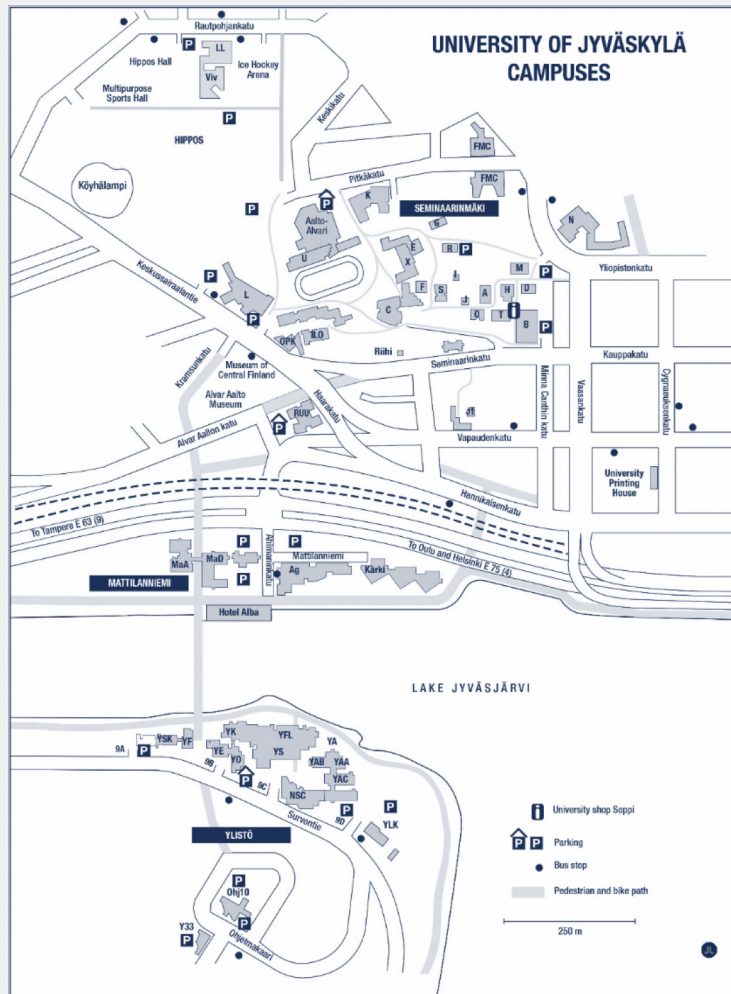 UNIVERSITY OF JYVÄSKYLÄ
CAMPUSES
Rautpohjankatu
P
LL
Hippos Hall
Ice Hockey
Arena
Viv
Multipurpose
Sports Hall
P
HIPPOS
Keskikatu
FMC
Köyhälampi
Pitkäkatu
FMC
P
K
SEMINAARINMÄKI
P
Aalto-
Alvari
G
N
E
R
P
U
X
M
P
Yliopistonkatu
Keskussairaalantie
P
L
F
S
A
H
D
J
C
O
T
B
P
P
OPK
ILO
Riihi
Kauppakatu
Seminaarinkatu
Kramsunkatu
Museum of
Central Finland
Minna Canthin katu
Vaasankatu
Cygnaeuksenkatu
Alvar Aalto
Museum
Haarakatu
RUU
P
Alvar Aallon katu
Vapaudenkatu
University
Printing
House
Hannikaisenkatu
To Tampere E 63 (9)
To Oulu and Helsinki E 75 (4)
P
P
Ahlmaninkatu
Mattilanniemi
MaA
MaD
Ag
Kärki
P
MATTILANNIEMI
Hotel Alba
LAKE JYVÄSJÄRVI
YSK
YF
YK
YFL
YA
9A
P
YE
YS
9B
YO
YAB
YAA
P
9C
YAC
NSC
P
P
9D
YLK
Survontie
YLISTÖ
University shop Soppi
P P Parking
Bus stop
Pedestrian and bike path
P
Ohj10
P
Y33
P
Ohjelmakaari
250 m
JL